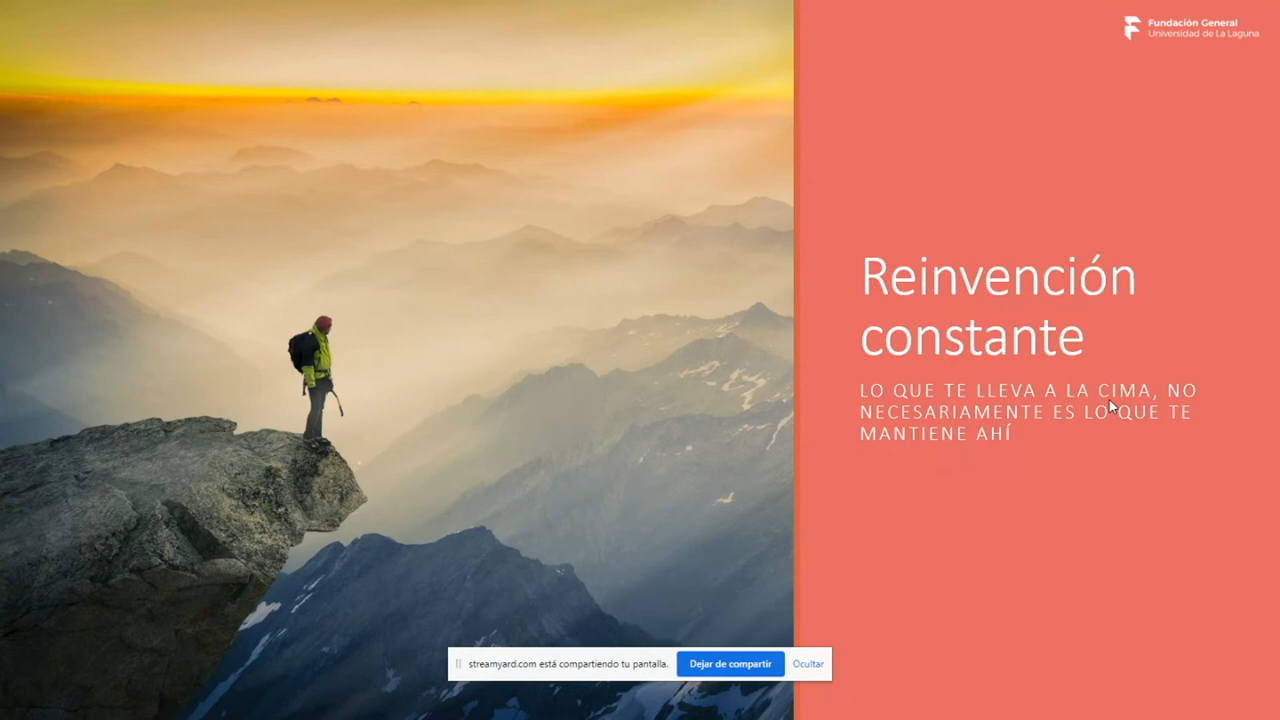 Fundación General
Universidad de La Laguna
Reinvención
constante
LO QUE TE LLEVA A LA CIMA, NO
NECESARIAMENTE ES LO QUE TE
MANTIENE AHÍ
streamyard.com está compartiendo tu pantalla.
Dejar de compartir
Ocultar